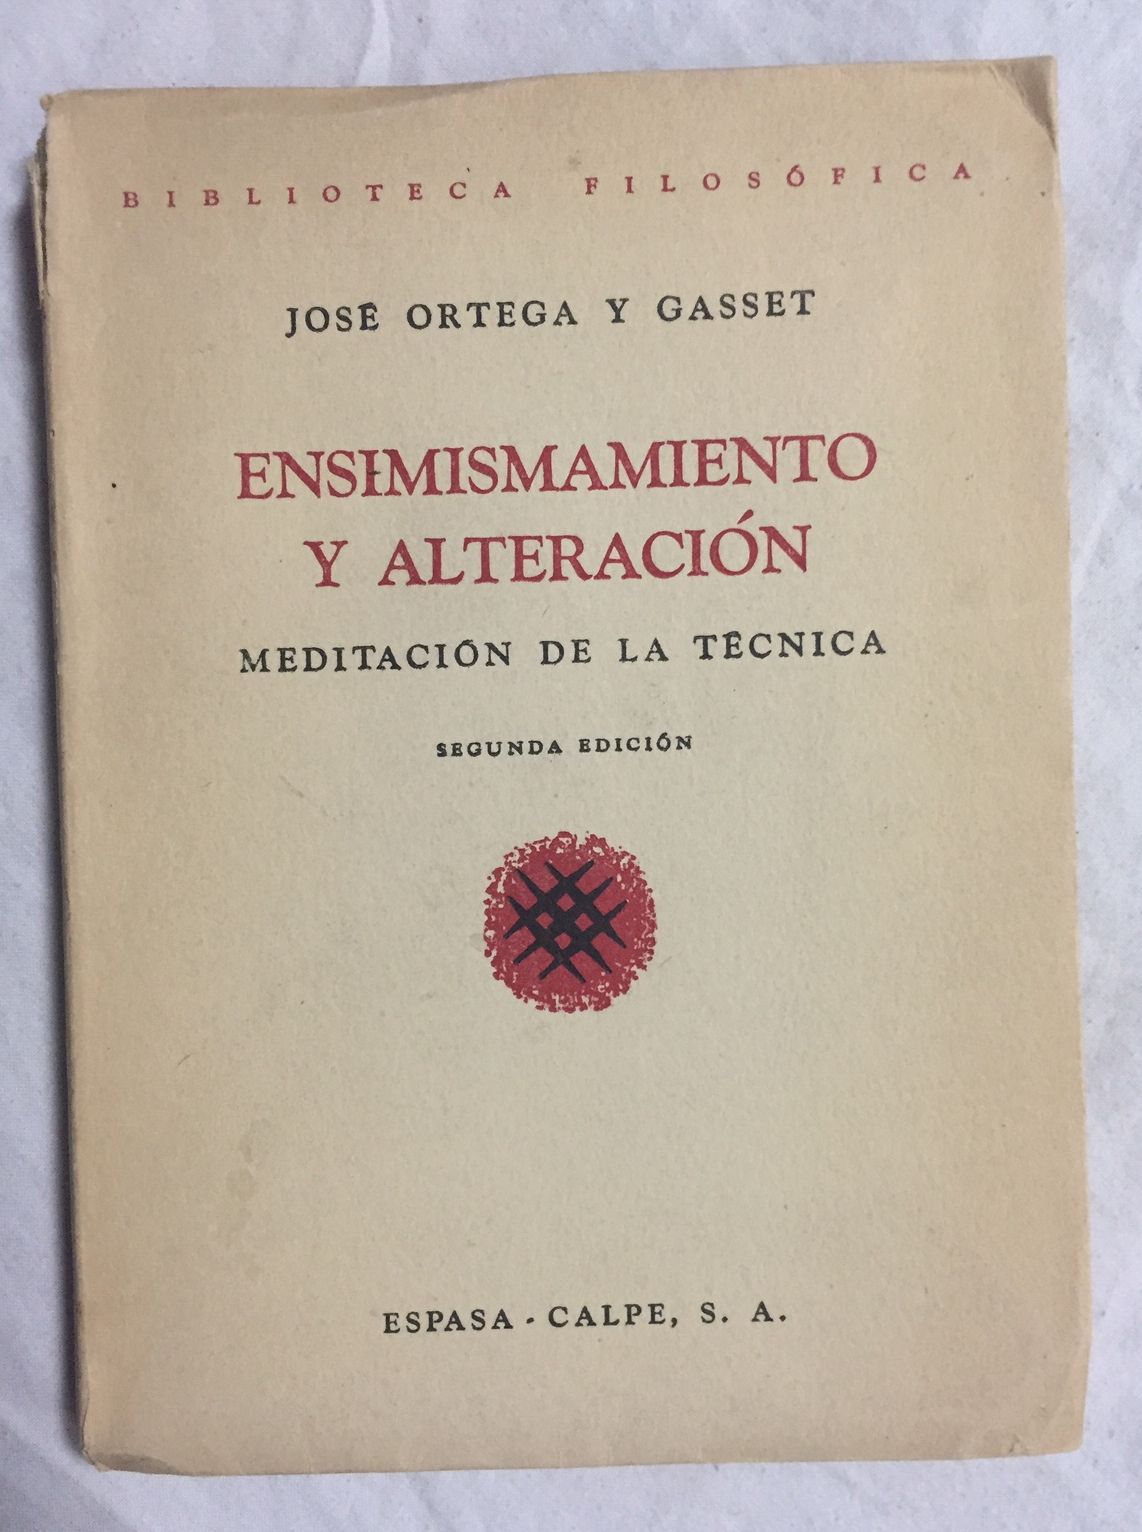 BIBLIOTECA FILOSÓFICA
JOSÉ ORTEGA Y GASSET
ENSIMISMAMIENTO
Y ALTERACIÓN
MEDITACIÓN DE LA TÉCNICA
SEGUNDA EDICIÓN
ESPASA-CALPE, S. A.